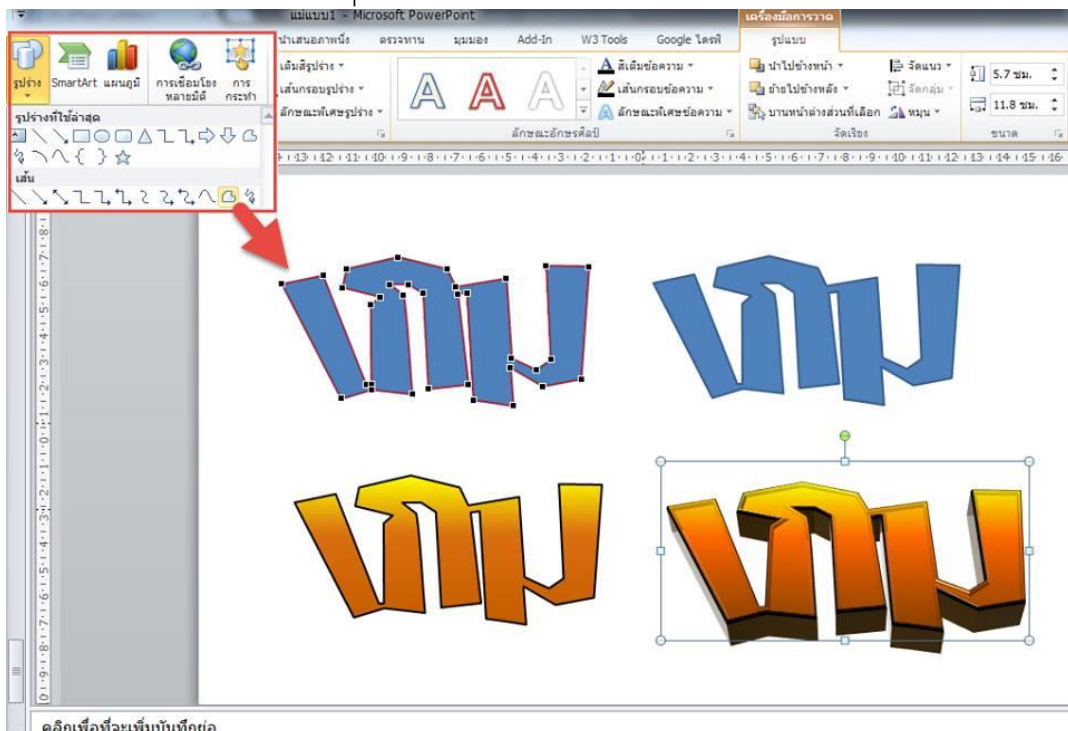 แม่แบบ1 - Microsoft PowerPoint
เครื่องมือการวาด
นำเสนอภาพนิ่ง ตรวจทาน มุมมอง Add-In W3 Tools Google ไดรฟ์ รูปแบบ
รูปร่าง SmartArt แผนภูมิ การเชื่อมโยงหลายมิติ การกระทำ
เติมสีรูปร่าง
เส้นกรอบรูปร่าง
ลักษณะพิเศษรูปร่าง
A A A
สีเติมข้อความ
เส้นกรอบข้อความ
ลักษณะพิเศษข้อความ
ลักษณะอักษรศิลป์
นำไปข้างหน้า
ย้ายไปข้างหลัง
บานหน้าต่างส่วนที่เลือก
จัดแนว
จัดกลุ่ม
หมุน
จัดเรียง
5.7 ซม.
11.8 ซม.
ขนาด
รูปร่างที่ใช้ล่าสุด
เส้น
เกม เกม
เกม เกม
คลิกเพื่อที่จะเพิ่มบันทึกย่อ